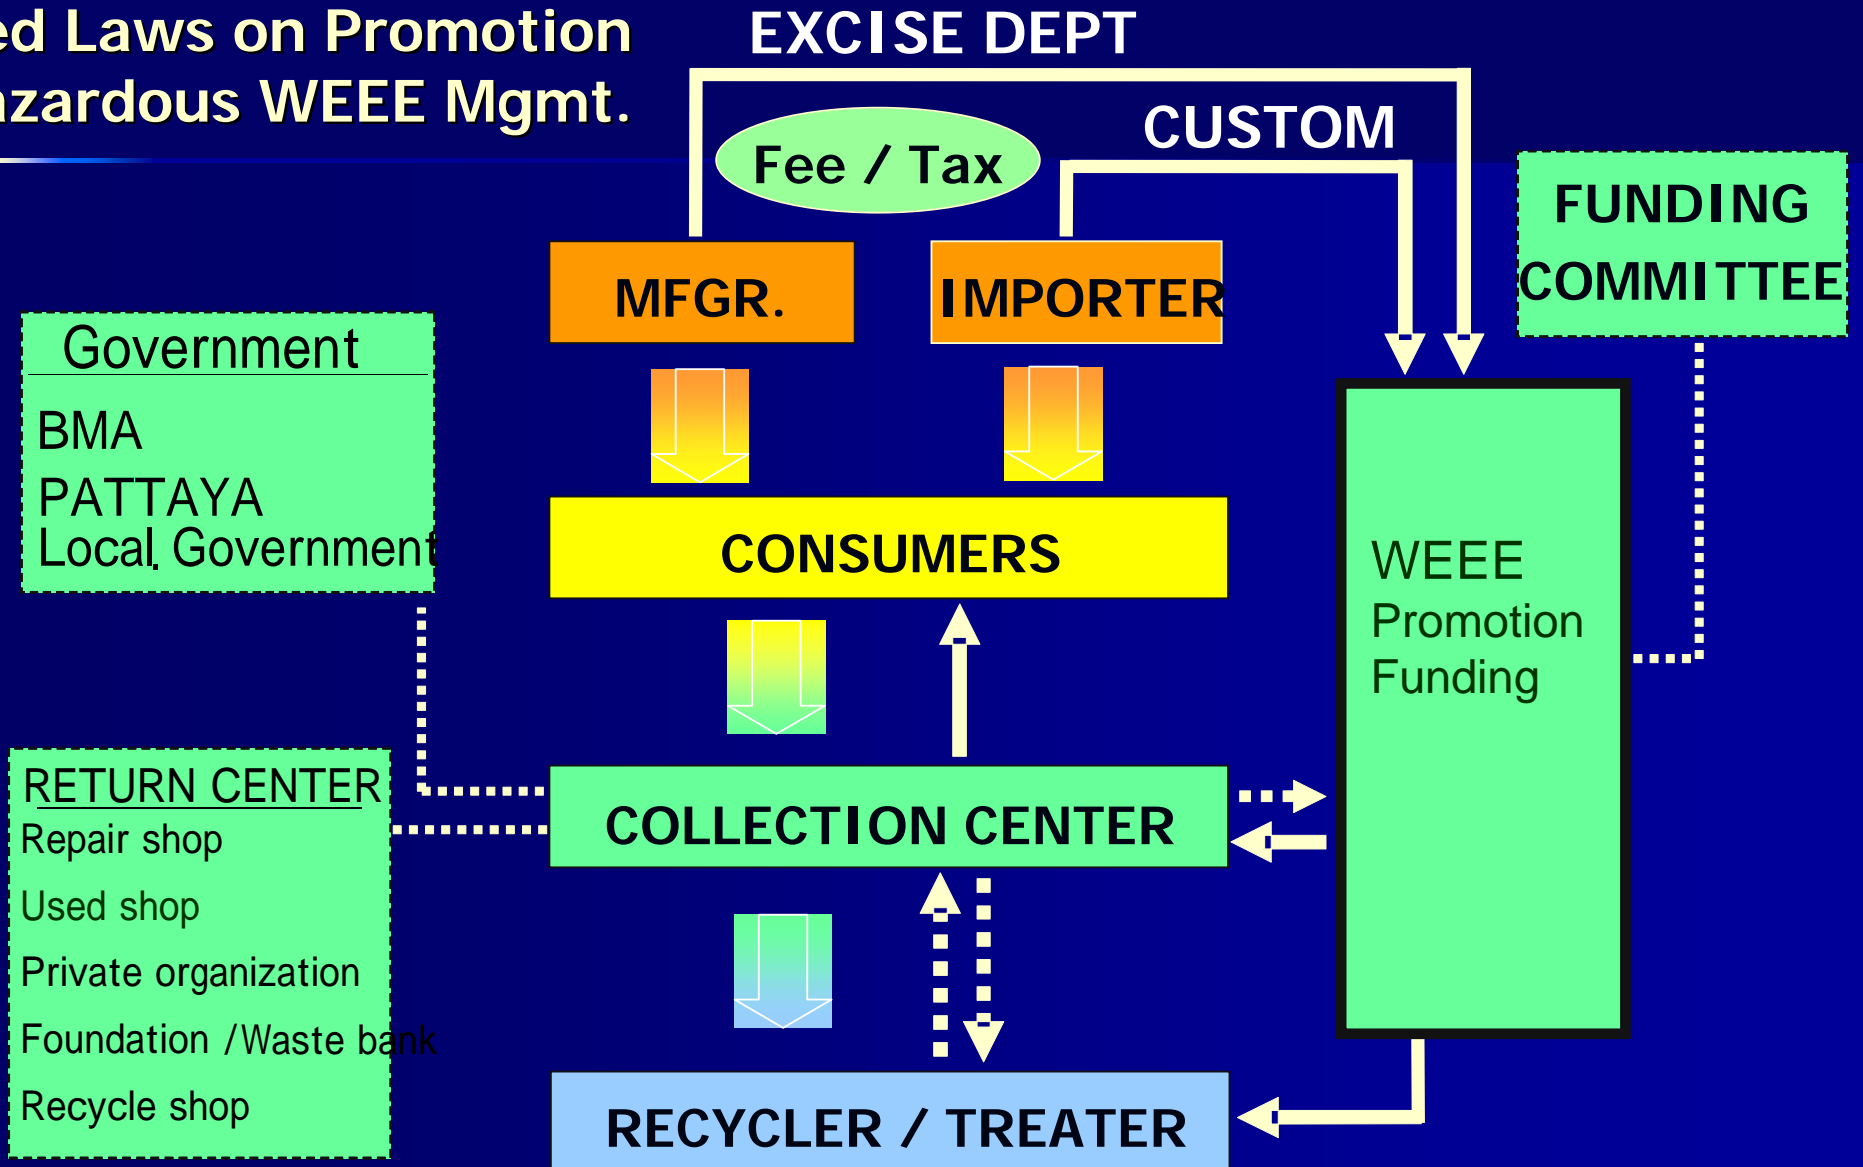 ed Laws on Promotion
azardous WEEE Mgmt.
EXCISE DEPT
CUSTOM
Fee / Tax
FUNDING
COMMITTEE
MFGR.
IMPORTER
Government
BMA
PATTAYA
Local. Government
CONSUMERS
WEEE
Promotion
Funding
RETURN CENTER
Repair shop
Used shop
Private organization
Foundation /Waste bank
Recycle shop
COLLECTION CENTER
RECYCLER / TREATER